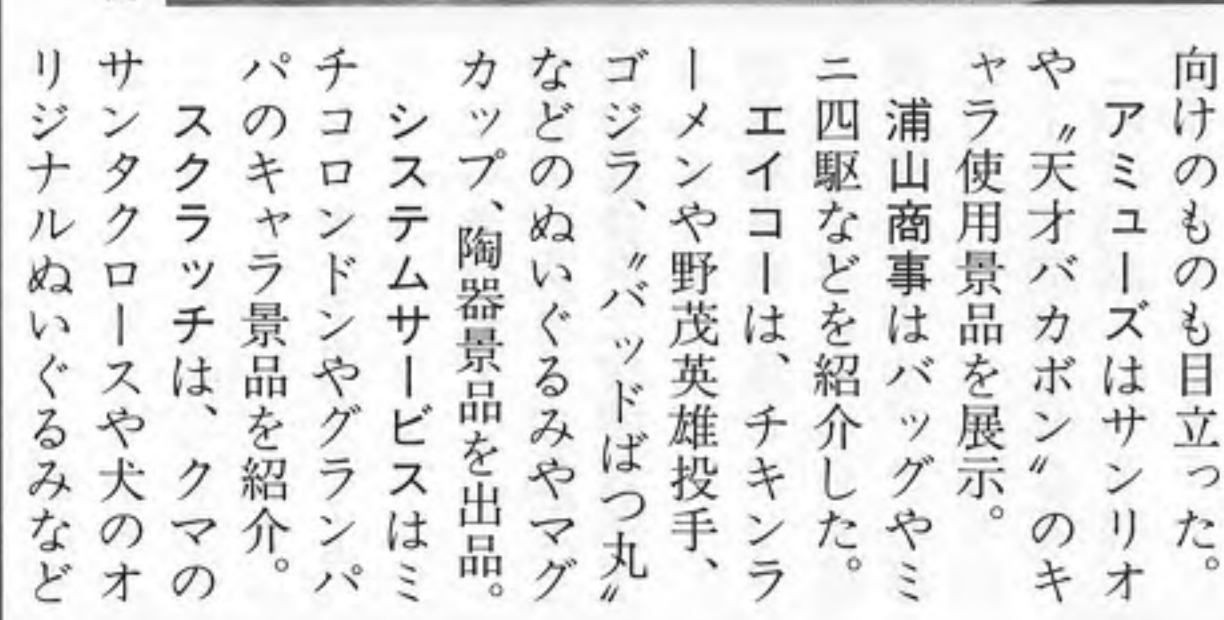 向けのものも目立った。
アミューズはサンリオ
や〝天才バカボン〟のキ
ャラ使用景品を展示。
浦山商事はバッグやミ
ニ四駆などを紹介した。
エイコーは、チキンラ
ーメンや野茂英雄投手、
ゴジラ、〝バッドばつ丸〟
などのぬいぐるみやマグ
カップ、陶器景品を出品。
システムサービスはミ
チコロンドンやグランパ
パのキャラ景品を紹介。
スクラッチは、クマの
サンタクロースや犬のオ
リジナルぬいぐるみなど